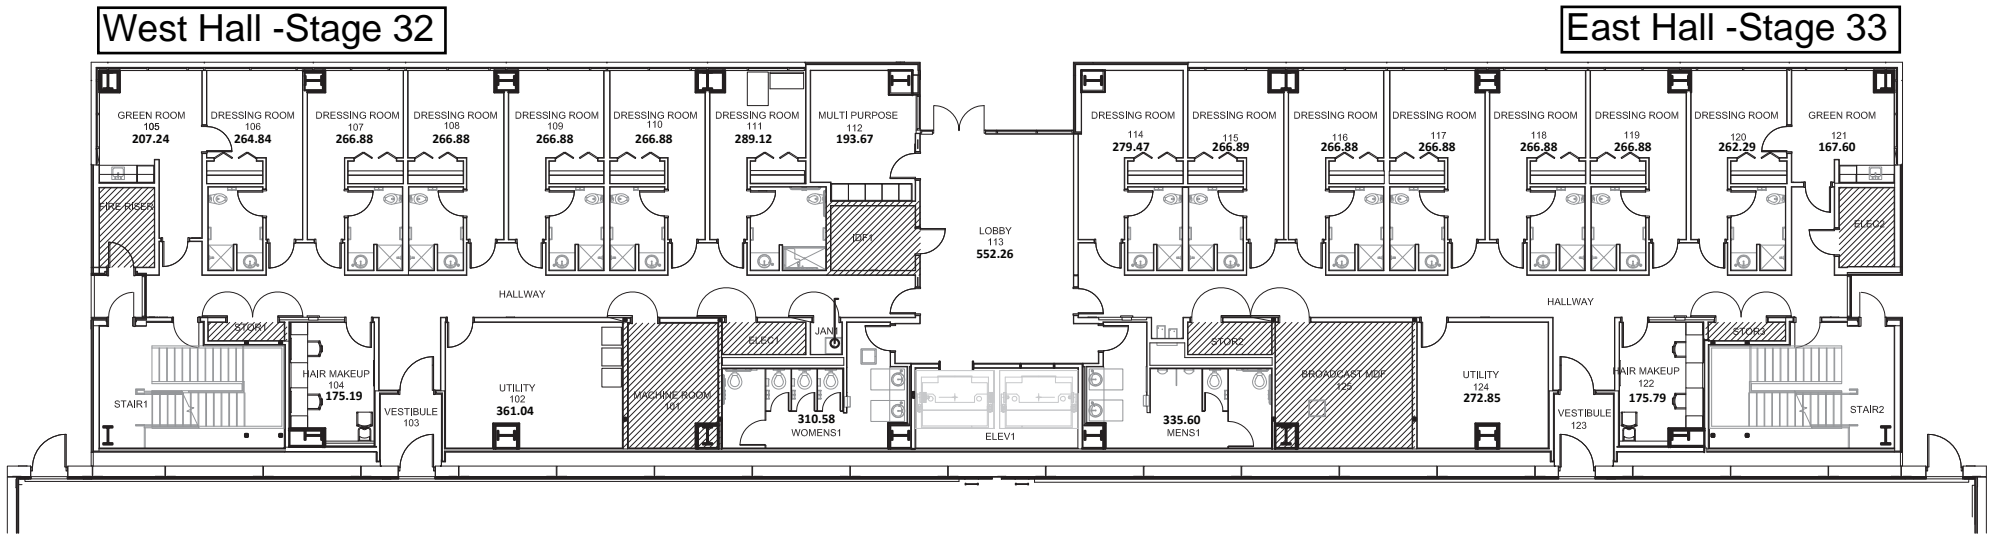 West Hall -Stage 32
East Hall -Stage 33
GREEN ROOM
105
207.24
DRESSING ROOM
106
264.84
DRESSING ROOM
107
266.88
DRESSING ROOM
108
266.88
DRESSING ROOM
109
266.88
DRESSING ROOM
110
266.88
DRESSING ROOM
111
289.12
MULTI PURPOSE
112
193.67
DRESSING ROOM
114
279.47
DRESSING ROOM
115
266.89
DRESSING ROOM
116
266.88
DRESSING ROOM
117
266.88
DRESSING ROOM
118
266.88
DRESSING ROOM
119
266.88
DRESSING ROOM
120
262.29
GREEN ROOM
121
167.60
FIRE RISER
IDF1
LOBBY
113
552.26
ELEC2
HALLWAY
HALLWAY
STOR1
ELEC1
JAN1
STOR2
STOR3
STAIR1
HAIR MAKEUP
104
175.19
VESTIBULE
103
UTILITY
102
361.04
MACHINE ROOM
101
310.58
WOMENS1
ELEV1
335.60
MENS1
BROADCAST MDF
125
UTILITY
124
272.85
VESTIBULE
123
HAIR MAKEUP
122
175.79
STAIR2